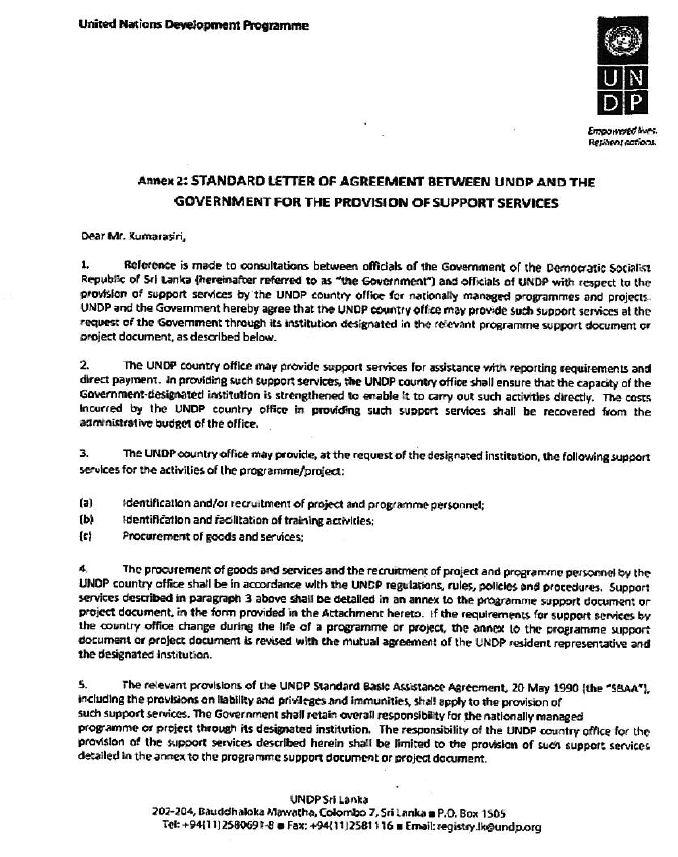 United Nations Development Programme
U N
D P
Empowered lives.
Resilient nations.
Annex 2: STANDARD LETTER OF AGREEMENT BETWEEN UNDP AND THE
GOVERNMENT FOR THE PROVISION OF SUPPORT SERVICES
Dear Mr. Kumarasiri,
1. Reference is made to consultations between officials of the Government of the Democratic Socialist
Republic of Sri Lanka (hereinafter referred to as "the Government") and officials of UNDP with respect to the
provision of support services by the UNDP country office for nationally managed programmes and projects.
UNDP and the Government hereby agree that the UNDP country office may provide such support services at the
request of the Government through its institution designated in the relevant programme support document or
project document, as described below.
2. The UNDP country office may provide support services for assistance with reporting requirements and
direct payment. In providing such support services, the UNDP country office shall ensure that the capacity of the
Government-designated institution is strengthened to enable it to carry out such activities directly. The costs
incurred by the UNDP country office in providing such support services shall be recovered from the
administrative budget of the office.
3. The UNDP country office may provide, at the request of the designated institution, the following support
services for the activities of the programme/project:
(a) Identification and/or recruitment of project and programme personnel;
(b) Identification and facilitation of training activities;
(c) Procurement of goods and services;
4. The procurement of goods and services and the recruitment of project and programme personnel by the
UNDP country office shall be in accordance with the UNDP regulations, rules, policies and procedures. Support
services described in paragraph 3 above shall be detailed in an annex to the programme support document or
project document, in the form provided in the Attachment hereto. If the requirements for support services by
the country office change during the life of a programme or project, the annex to the programme support
document or project document is revised with the mutual agreement of the UNDP resident representative and
the designated institution.
5. The relevant provisions of the UNDP Standard Basic Assistance Agreement, 20 May 1990 (the "SBAA"),
including the provisions on liability and privileges and immunities, shall apply to the provision of
such support services. The Government shall retain overall responsibility for the nationally managed
programme or project through its designated institution. The responsibility of the UNDP country office for the
provision of the support services described herein shall be limited to the provision of such support services
detailed in the annex to the programme support document or project document.
UNDP Sri Lanka
202-204, Bauddhaloka Mawatha, Colombo 7, Sri Lanka ■ P.O. Box 1505
Tel: +94(11)2580691-8 ■ Fax: +94(11)2581116 ■ Email: registry.lk@undp.org